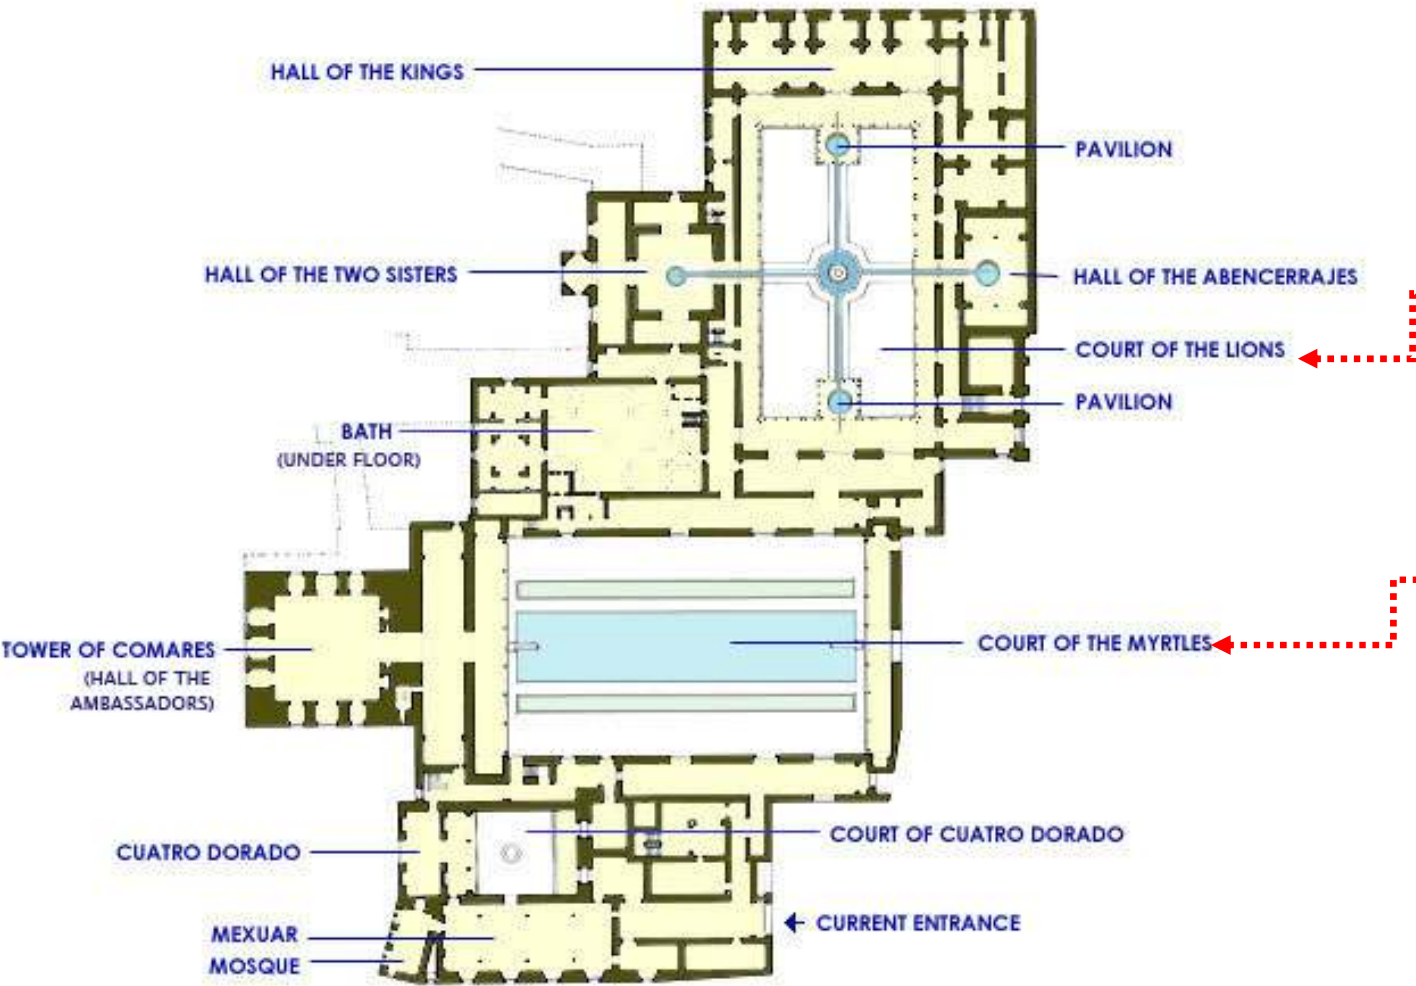 HALL OF THE KINGS
PAVILION
HALL OF THE TWO SISTERS
HALL OF THE ABENCERRAJES
COURT OF THE LIONS
PAVILION
BATH
(UNDER FLOOR)
TOWER OF COMARES
(HALL OF THE
AMBASSADORS)
COURT OF THE MYRTLES
CUATRO DORADO
COURT OF CUATRO DORADO
CURRENT ENTRANCE
MEXUAR
MOSQUE